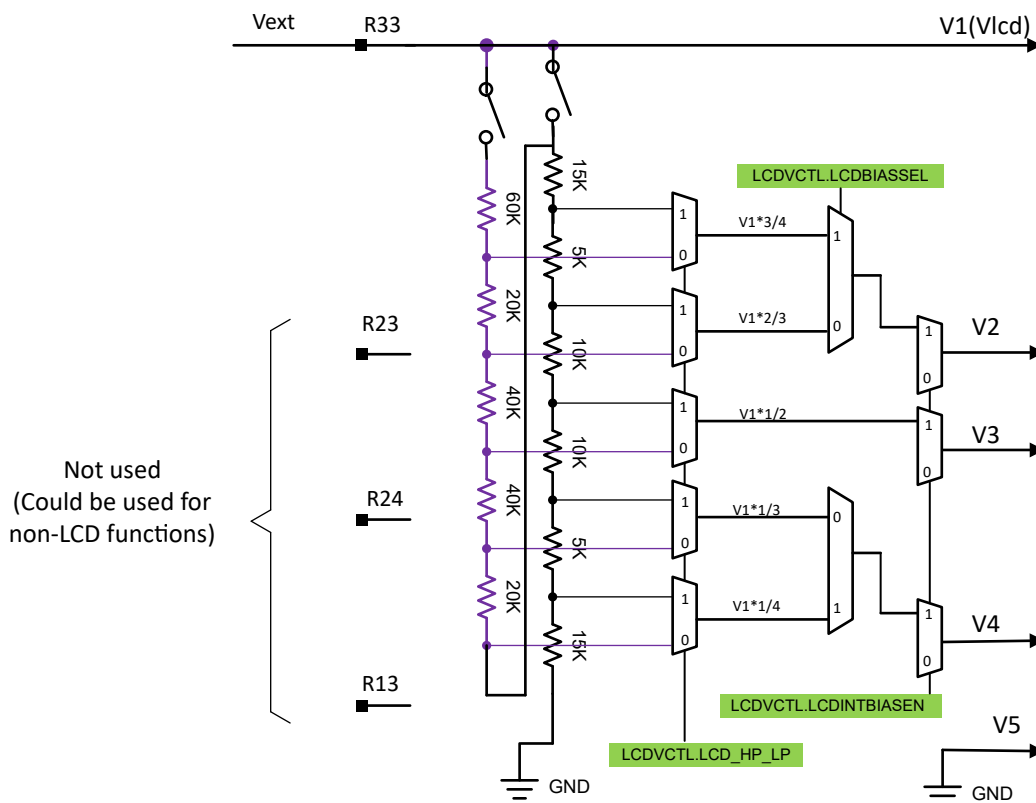 Vext
R33
V1(Vlcd)
15K
LCDVCTL.LCDBIASSEL
60K
1
V1*3/4
1
5K
0
20K
R23
1
V1*2/3
0
1
V2
10K
0
0
40K
1
V1*1/2
1
V3
10K
0
0
Not used
(Could be used for
non-LCD functions)
R24
40K
1
V1*1/3
0
5K
0
20K
1
V1*1/4
1
1
V4
15K
0
0
R13
LCDVCTL.LCDINTBIASEN
V5
LCDVCTL.LCD_HP_LP
GND
GND